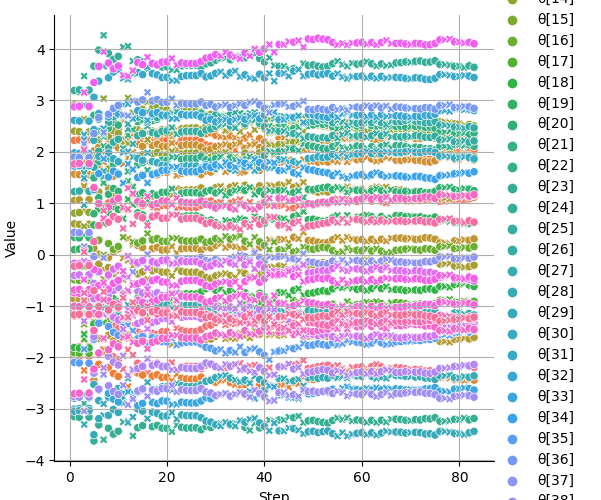 θ[14]
θ[15]
θ[16]
θ[17]
θ[18]
θ[19]
θ[20]
θ[21]
θ[22]
θ[23]
θ[24]
θ[25]
θ[26]
θ[27]
θ[28]
θ[29]
θ[30]
θ[31]
θ[32]
θ[33]
θ[34]
θ[35]
θ[36]
θ[37]
θ[38]
4
3
2
1
0
−1
−2
−3
−4
Value
0
20
40
60
80
Step